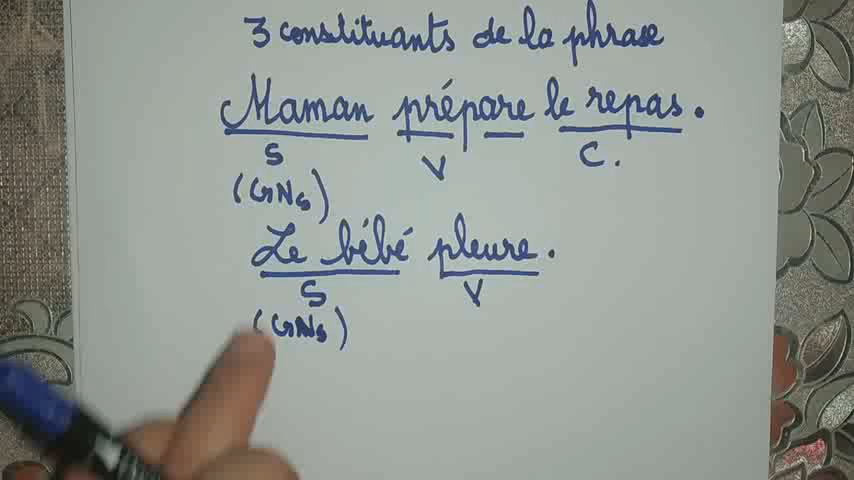 3 constituants de la phrase
Maman prépare le repas.
S V C.
(GNs)
Le bébé pleure.
S V
(GNs)